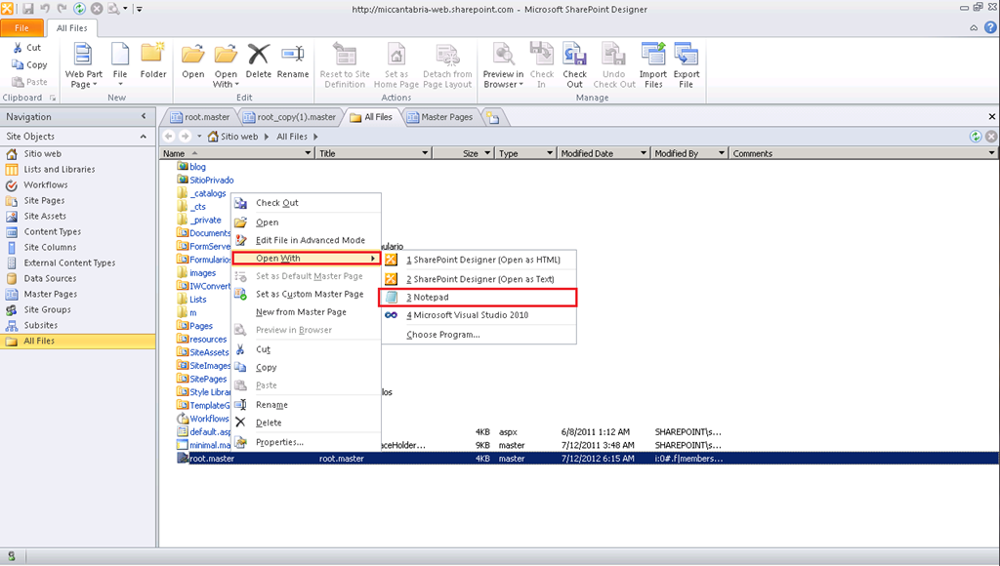 http://miccantabria-web.sharepoint.com - Microsoft SharePoint Designer
File
All Files
Cut
Copy
Paste
Clipboard
Web Part Page
File
Folder
New
Open
Open With
Delete
Rename
Edit
Reset to Site Definition
Set as Home Page
Detach from Page Layout
Actions
Preview in Browser
Check In
Check Out
Undo Check Out
Import Files
Export File
Manage
Navigation
Site Objects
Sitio web
Lists and Libraries
Workflows
Site Pages
Site Assets
Content Types
Site Columns
External Content Types
Data Sources
Master Pages
Site Groups
Subsites
All Files
root.master
root_copy(1).master
All Files
Master Pages
Sitio web
All Files
Name
Title
Size
Type
Modified Date
Modified By
Comments
blog
SitioPrivado
_catalogs
_cts
_private
Documents
FormServe
Formularios
images
IWConvert
Lists
m
Pages
resources
SiteAssets
SiteImages
SitePages
Style Librar
TemplateG
Workflows
default.asp 4KB aspx 6/8/2011 1:12 AM SHAREPOINT\s...
minimal.ma aceHolder... 9KB master 7/12/2011 3:48 AM SHAREPOINT\s...
root.master root.master 4KB master 7/12/2012 6:15 AM i:0#.f|members...
Check Out
Open
Edit File in Advanced Mode
Open With
Set as Default Master Page
Set as Custom Master Page
New from Master Page
Preview in Browser
Cut
Copy
Paste
Rename
Delete
Properties...
1 SharePoint Designer (Open as HTML)
2 SharePoint Designer (Open as Text)
3 Notepad
4 Microsoft Visual Studio 2010
Choose Program...